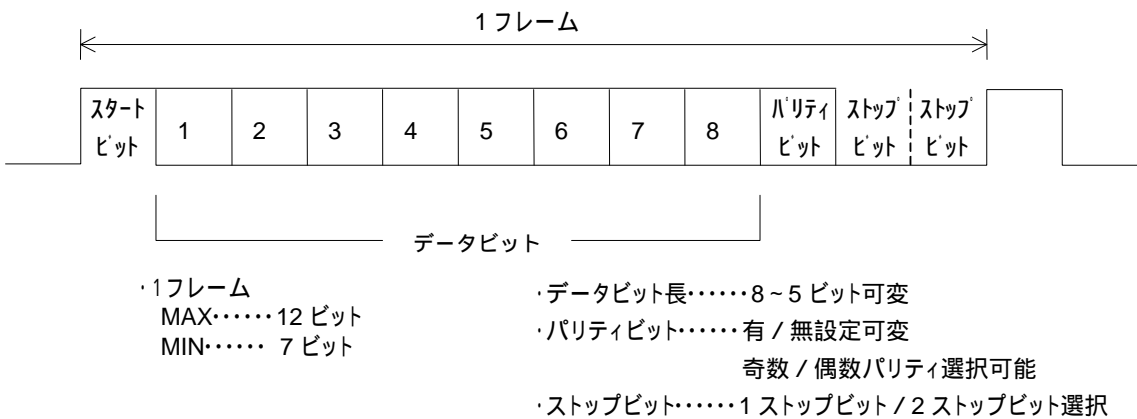 1フレーム
スタート
ビット
1 2 3 4 5 6 7 8
パリティ
ビット
ストップ
ビット
ストップ
ビット
データビット
・1フレーム
MAX・・・・・・12 ビット
MIN・・・・・・ 7 ビット
・データビット長・・・・・・8~5 ビット可変
・パリティビット・・・・・・有 / 無設定可変
奇数 / 偶数パリティ選択可能
・ストップビット・・・・・・1 ストップビット / 2 ストップビット選択